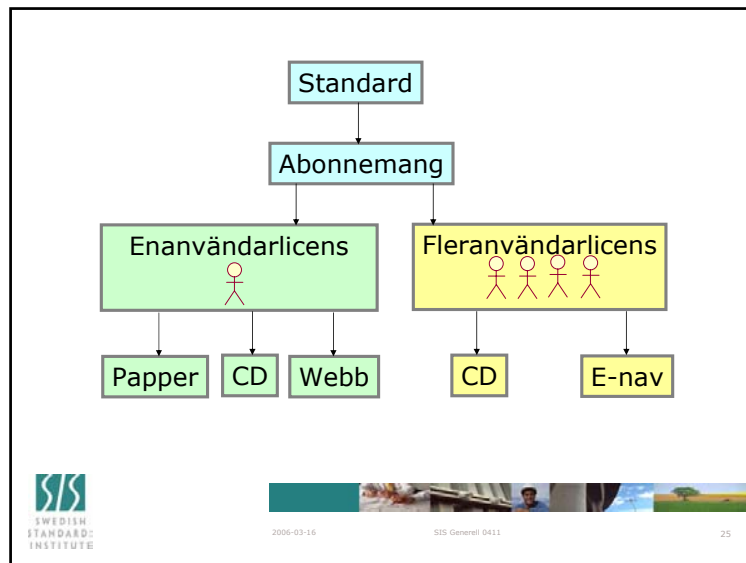 Standard
Abonnemang
Enanvändarlicens
Fleranvändarlicens
Papper
CD
Webb
CD
E-nav
SIS
SWEDISH
STANDARDS
INSTITUTE
2006-03-16
SIS Generell 0411
25